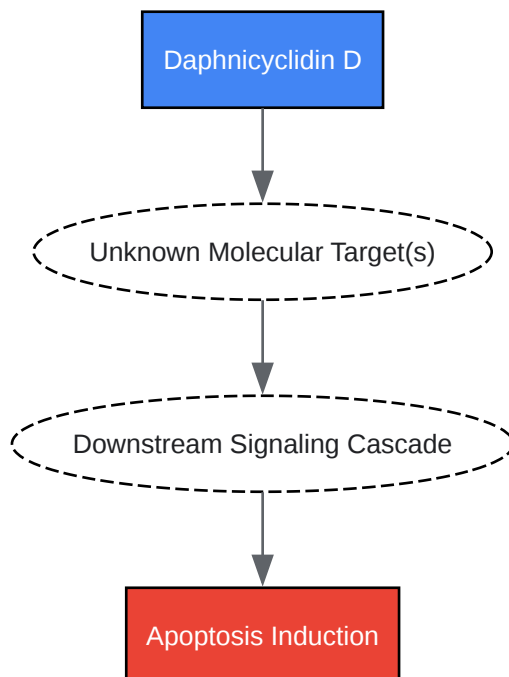 Daphnicyclidin D
Unknown Molecular Target(s)
Downstream Signaling Cascade
Apoptosis Induction